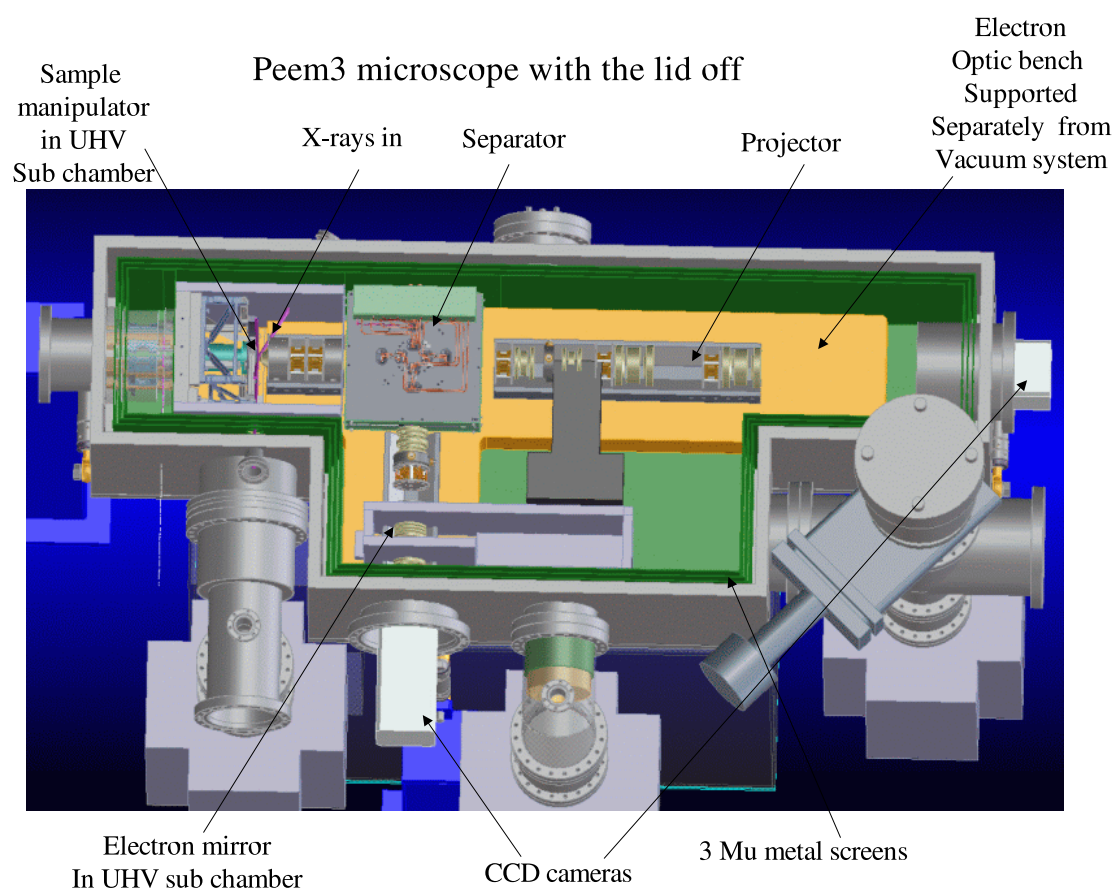 Peem3 microscope with the lid off
Sample
manipulator
in UHV
Sub chamber
X-rays in
Separator
Projector
Electron
Optic bench
Supported
Separately from
Vacuum system
Electron mirror
In UHV sub chamber
CCD cameras
3 Mu metal screens